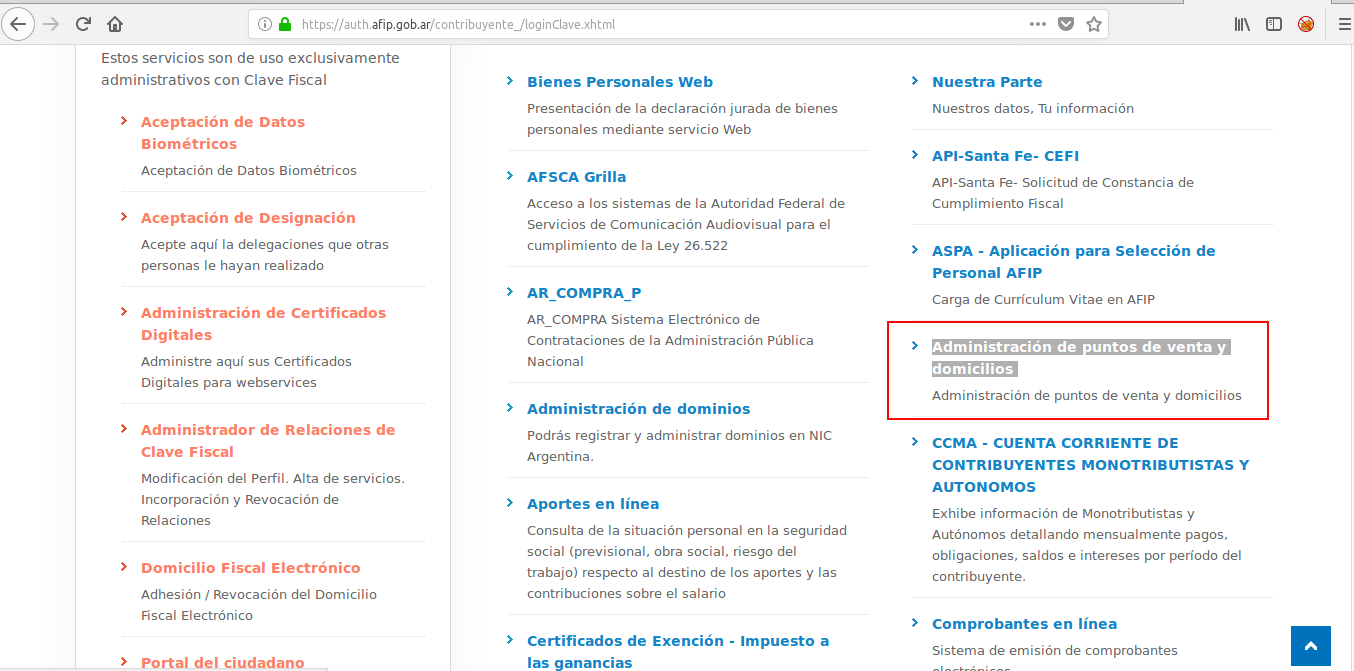 https://auth.afip.gob.ar/contribuyente_/loginClave.xhtml
Estos servicios son de uso exclusivamente
administrativos con Clave Fiscal
Aceptación de Datos
Biométricos
Aceptación de Datos Biométricos
Aceptación de Designación
Acepte aquí la delegaciones que otras
personas le hayan realizado
Administración de Certificados
Digitales
Administre aquí sus Certificados
Digitales para webservices
Administrador de Relaciones de
Clave Fiscal
Modificación del Perfil. Alta de servicios.
Incorporación y Revocación de
Relaciones
Domicilio Fiscal Electrónico
Adhesión / Revocación del Domicilio
Fiscal Electrónico
Portal del ciudadano
Bienes Personales Web
Presentación de la declaración jurada de bienes
personales mediante servicio Web
AFSCA Grilla
Acceso a los sistemas de la Autoridad Federal de
Servicios de Comunicación Audiovisual para el
cumplimiento de la Ley 26.522
AR_COMPRA_P
AR_COMPRA Sistema Electrónico de
Contrataciones de la Administración Pública
Nacional
Administración de dominios
Podrás registrar y administrar dominios en NIC
Argentina.
Aportes en línea
Consulta de la situación personal en la seguridad
social (previsional, obra social, riesgo del
trabajo) respecto al destino de los aportes y las
contribuciones sobre el salario
Certificados de Exención - Impuesto a
las ganancias
Nuestra Parte
Nuestros datos, Tu información
API-Santa Fe- CEFI
API-Santa Fe- Solicitud de Constancia de
Cumplimiento Fiscal
ASPA - Aplicación para Selección de
Personal AFIP
Carga de Currículum Vitae en AFIP
Administración de puntos de venta y
domicilios
Administración de puntos de venta y domicilios
CCMA - CUENTA CORRIENTE DE
CONTRIBUYENTES MONOTRIBUTISTAS Y
AUTONOMOS
Exhibe información de Monotributistas y
Autónomos detallando mensualmente pagos,
obligaciones, saldos e intereses por período del
contribuyente.
Comprobantes en línea
Sistema de emisión de comprobantes
electrónicos